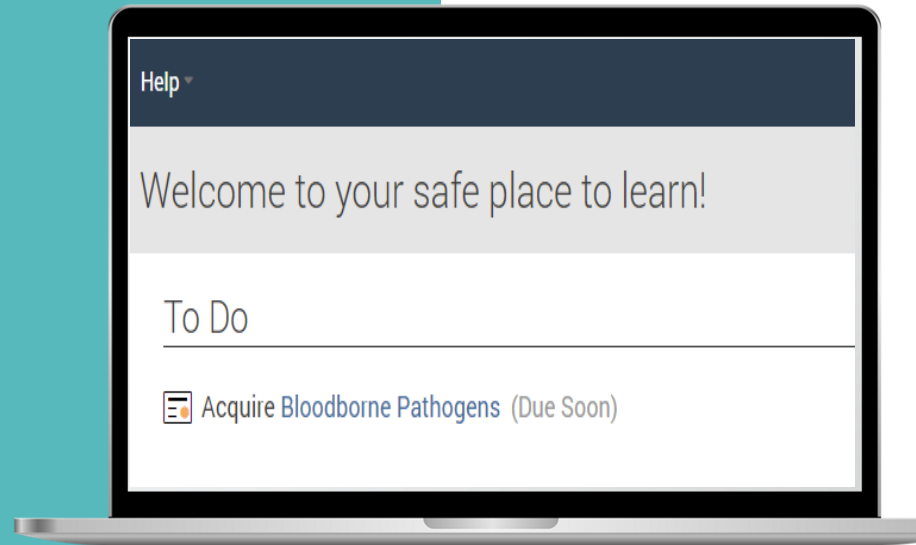 Help
Welcome to your safe place to learn!
To Do
Acquire Bloodborne Pathogens (Due Soon)